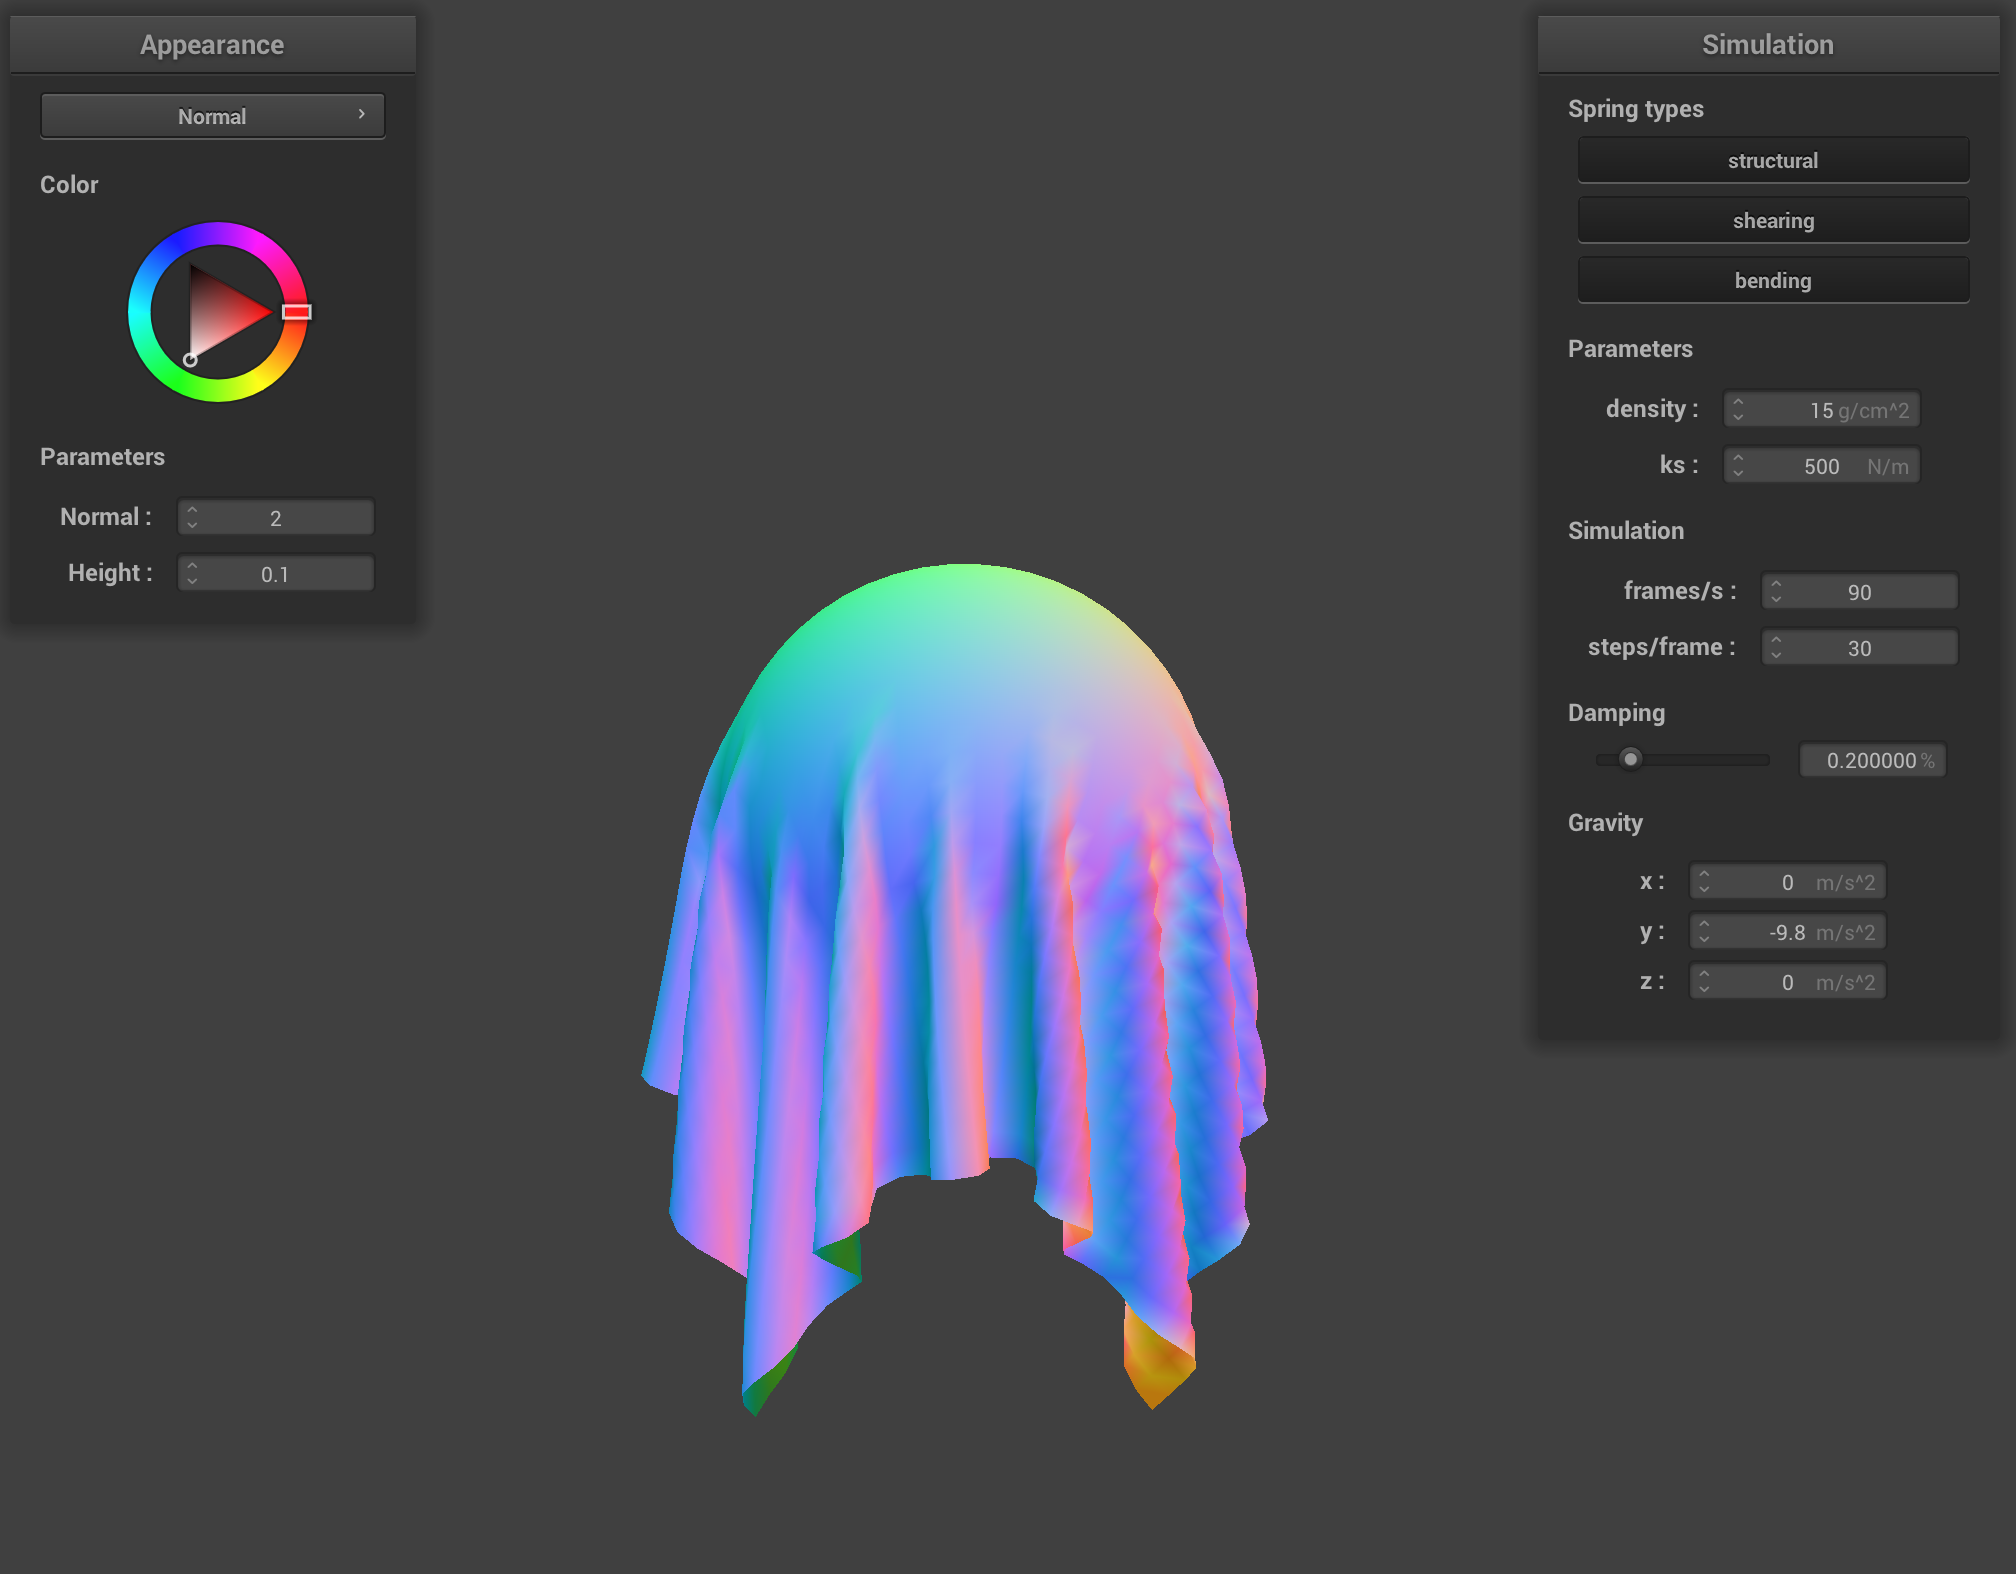 Appearance
Normal
Color
Parameters
Normal : 2
Height : 0.1
Simulation
Spring types
structural
shearing
bending
Parameters
density : 15 g/cm^2
ks : 500 N/m
Simulation
frames/s : 90
steps/frame : 30
Damping
0.200000 %
Gravity
x : 0 m/s^2
y : -9.8 m/s^2
z : 0 m/s^2